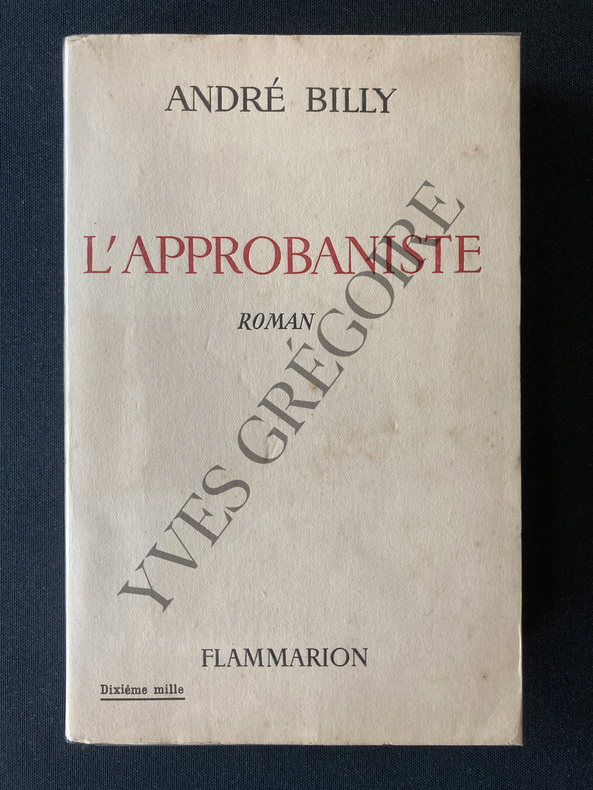 ANDRÉ BILLY
L'APPROBANISTE
ROMAN
YVES GRÉGOIRE
FLAMMARION
Dixième mille